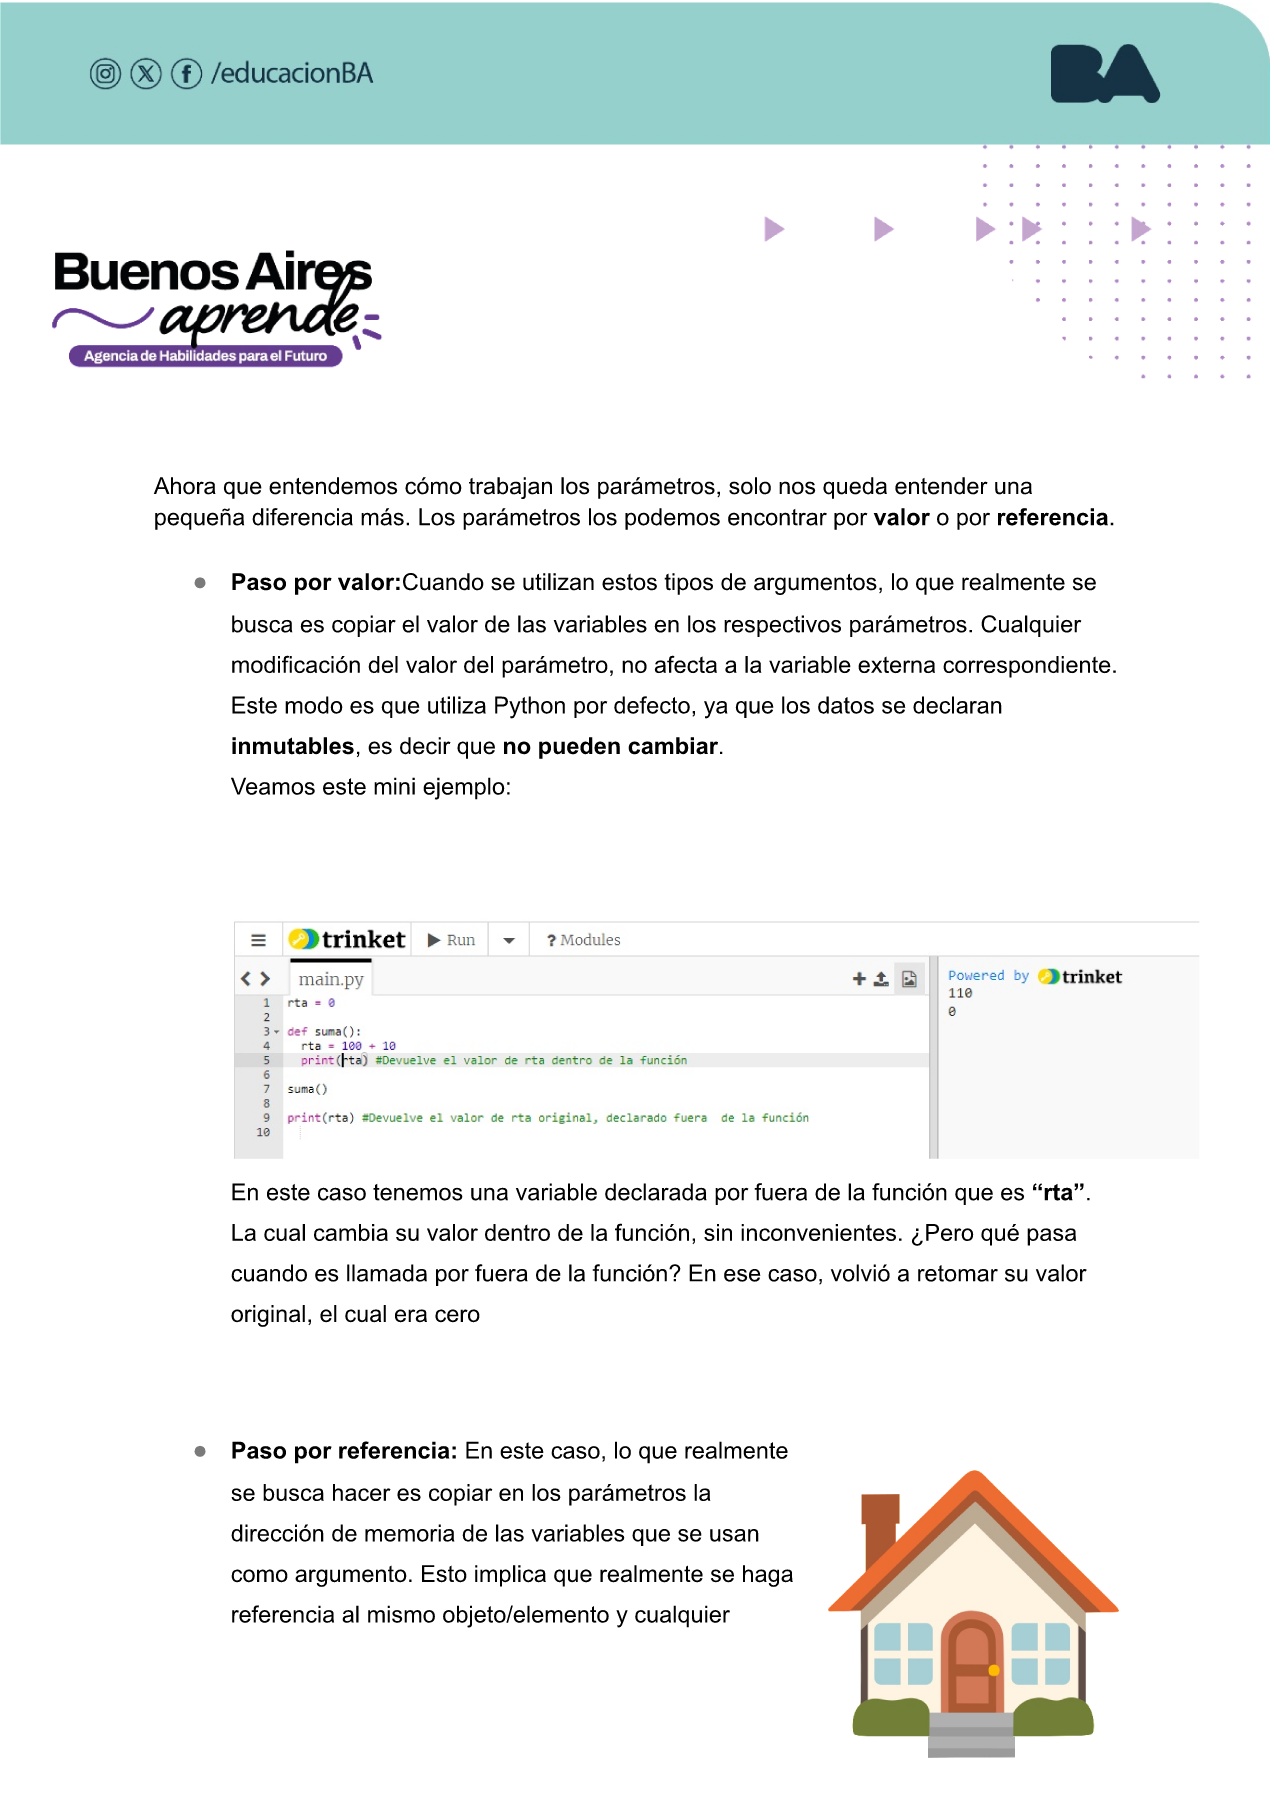 /educacionBA
BA
Buenos Aires
aprende
Agencia de Habilidades para el Futuro
Ahora que entendemos cómo trabajan los parámetros, solo nos queda entender una
pequeña diferencia más. Los parámetros los podemos encontrar por valor o por referencia.
● Paso por valor:Cuando se utilizan estos tipos de argumentos, lo que realmente se
busca es copiar el valor de las variables en los respectivos parámetros. Cualquier
modificación del valor del parámetro, no afecta a la variable externa correspondiente.
Este modo es que utiliza Python por defecto, ya que los datos se declaran
inmutables, es decir que no pueden cambiar.
Veamos este mini ejemplo:
trinket Run ? Modules
main.py
1 rta = 0
2
3 def suma():
4 rta = 100 + 10
5 print(rta) #Devuelve el valor de rta dentro de la función
6
7 suma()
8
9 print(rta) #Devuelve el valor de rta original, declarado fuera  de la función
10
Powered by trinket
110
0
En este caso tenemos una variable declarada por fuera de la función que es “rta”.
La cual cambia su valor dentro de la función, sin inconvenientes. ¿Pero qué pasa
cuando es llamada por fuera de la función? En ese caso, volvió a retomar su valor
original, el cual era cero
● Paso por referencia: En este caso, lo que realmente
se busca hacer es copiar en los parámetros la
dirección de memoria de las variables que se usan
como argumento. Esto implica que realmente se haga
referencia al mismo objeto/elemento y cualquier